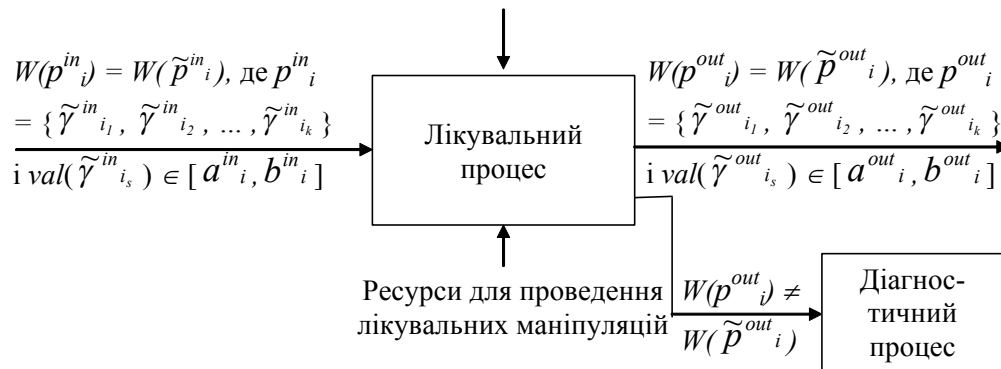 W(p^in_i) = W(p̃^in_i), де p^in_i
= {γ̃^in_i₁, γ̃^in_i₂, ..., γ̃^in_iₖ}
і val(γ̃^in_iₛ) ∈ [a^in_i, b^in_i]
Лікувальний
процес
W(p^out_i) = W(p̃^out_i), де p^out_i
= {γ̃^out_i₁, γ̃^out_i₂, ..., γ̃^out_iₖ}
і val(γ̃^out_iₛ) ∈ [a^out_i, b^out_i]
Ресурси для проведення
лікувальних маніпуляцій
W(p^out_i) ≠
W(p̃^out_i)
Діагнос-
тичний
процес